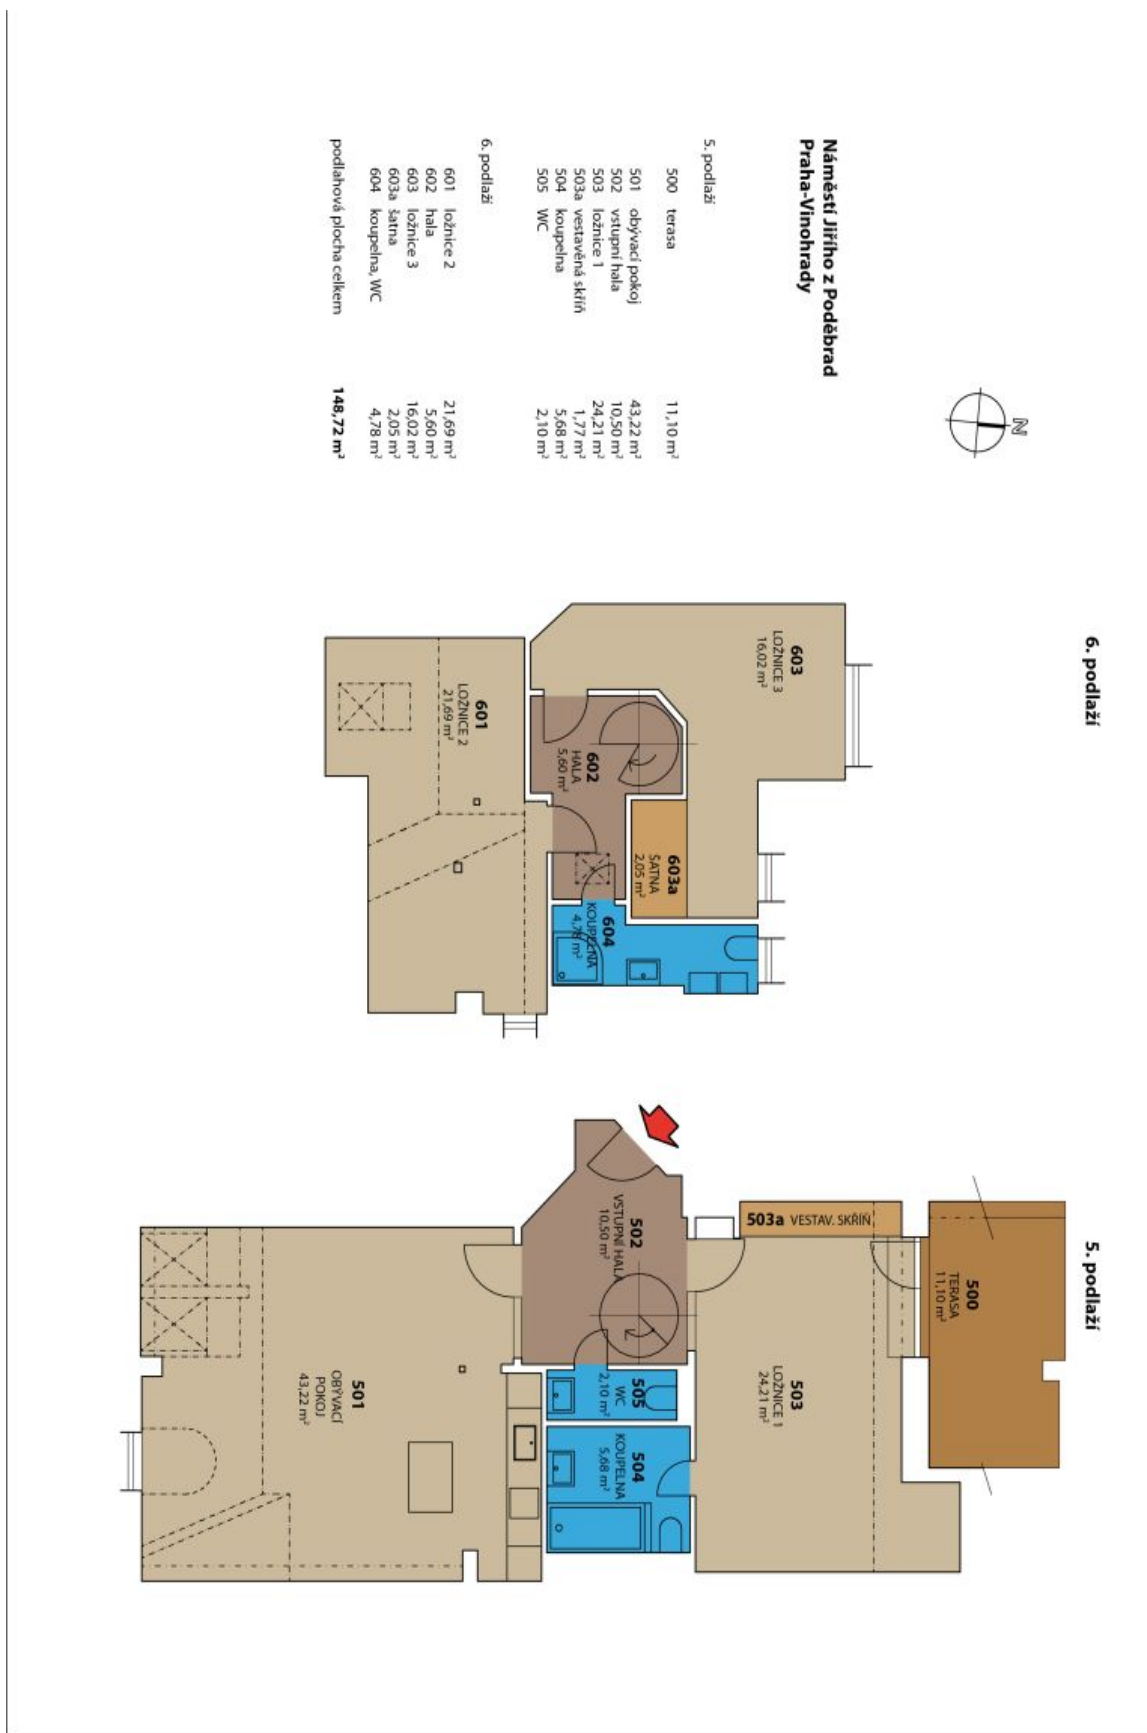 Náměstí Jiřího z Poděbrad
Praha-Vinohrady
N
5. podlaží
500 terasa 11,10 m²
501 obývací pokoj 43,22 m²
502 vstupní hala 10,50 m²
503 ložnice 1 24,21 m²
503a vestavěná skříň 1,77 m²
504 koupelna 5,68 m²
505 WC 2,10 m²
6. podlaží
601 ložnice 2 21,69 m²
602 hala 5,60 m²
603 ložnice 3 16,02 m²
603a šatna 2,05 m²
604 koupelna, WC 4,78 m²
podlahová plocha celkem 148,72 m²
6. podlaží
603
LOŽNICE 3
16,02 m²
601
LOŽNICE 2
21,69 m²
602
HALA
5,60 m²
603a
ŠATNA
2,05 m²
604
KOUPELNA
4,78 m²
5. podlaží
500
TERASA
11,10 m²
503a VESTAV. SKŘÍŇ
502
VSTUPNÍ HALA
10,50 m²
503
LOŽNICE 1
24,21 m²
501
OBÝVACÍ
POKOJ
43,22 m²
505
WC
2,10 m²
504
KOUPELNA
5,68 m²